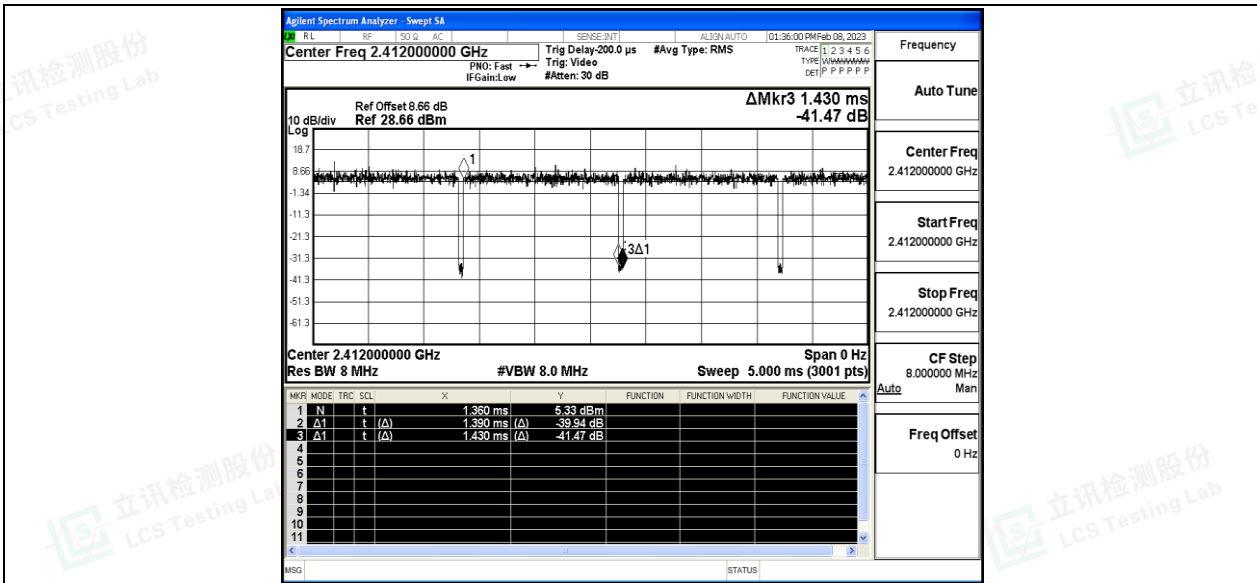 Agilent Spectrum Analyzer - Swept SA
RL RF 50 Ω AC SENSE:INT ALIGN AUTO 01:36:00 PM Feb 08, 2023
Center Freq 2.412000000 GHz
PNO: Fast
IFGain:Low
Trig Delay-200.0 µs
Trig: Video
#Atten: 30 dB
#Avg Type: RMS
TRACE 1 2 3 4 5 6
TYPE
DET P P P P P P
Frequency
Auto Tune
Center Freq
2.412000000 GHz
Start Freq
2.412000000 GHz
Stop Freq
2.412000000 GHz
CF Step
8.000000 MHz
Auto Man
Freq Offset
0 Hz
ΔMkr3 1.430 ms
-41.47 dB
Ref Offset 8.66 dB
10 dB/div Ref 28.66 dBm
Log
18.7
8.66
-1.34
-11.3
-21.3
-31.3
-41.3
-51.3
-61.3
1
3Δ1
Center 2.412000000 GHz Span 0 Hz
Res BW 8 MHz #VBW 8.0 MHz Sweep 5.000 ms (3001 pts)
MKR MODE TRC SCL X Y FUNCTION FUNCTION WIDTH FUNCTION VALUE
1 N t 1.360 ms 5.33 dBm
2 Δ1 t (Δ) 1.390 ms (Δ) -39.94 dB
3 Δ1 t (Δ) 1.430 ms (Δ) -41.47 dB
4
5
6
7
8
9
10
11
MSG STATUS
立讯检测股份
LCS Testing Lab
立讯检测股份
LCS Testing Lab